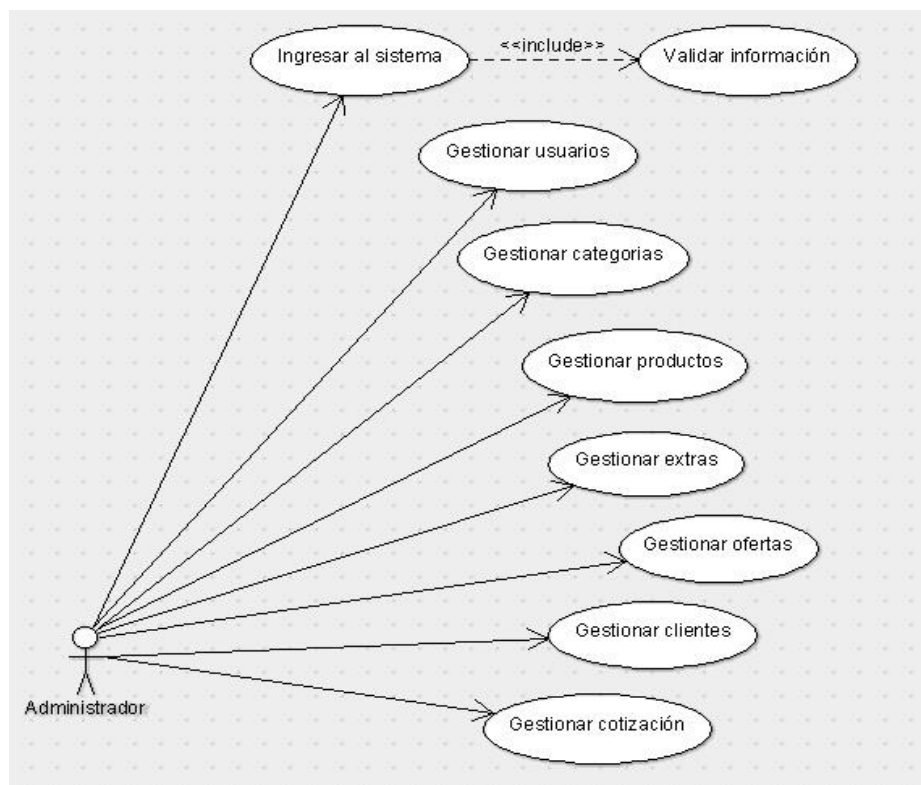 Ingresar al sistema
<<include>>
Validar información
Gestionar usuarios
Gestionar categorias
Gestionar productos
Gestionar extras
Gestionar ofertas
Gestionar clientes
Administrador
Gestionar cotización